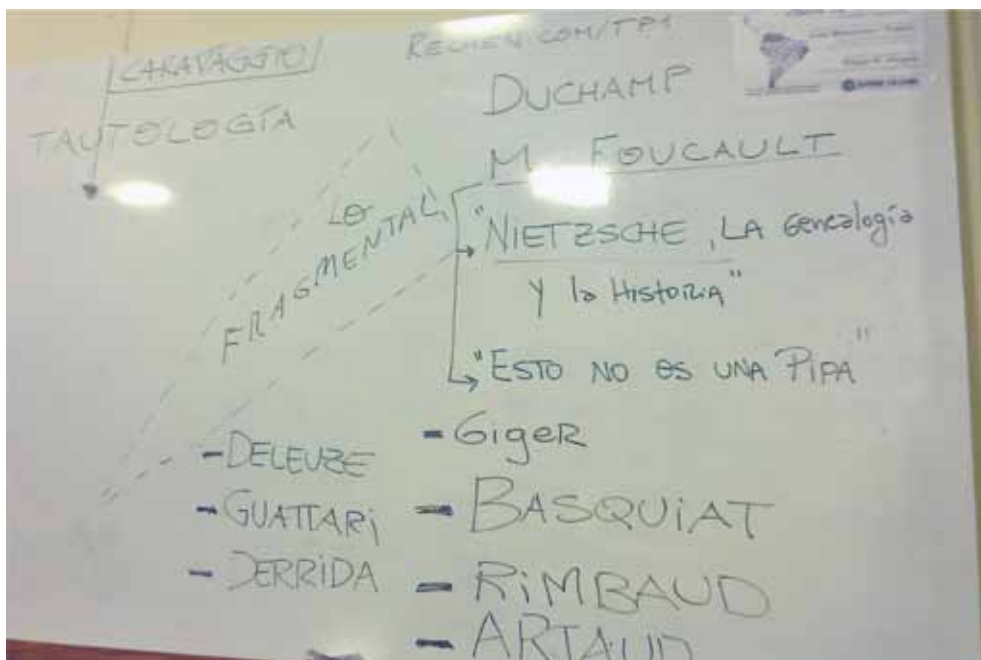 CARAVAGGIO
TAUTOLOGÍA
DUCHAMP
M. FOUCAULT
LO
FRAGMENTAL
"NIETZSCHE, LA Genealogía
y la HistoRiA"
"ESTO NO es UNA PIPA"
- DELEUZE
- GUATTARi
- DERRiDA
- GigeR
- BASQUiAT
- RiMBAUD
- ARTAUD